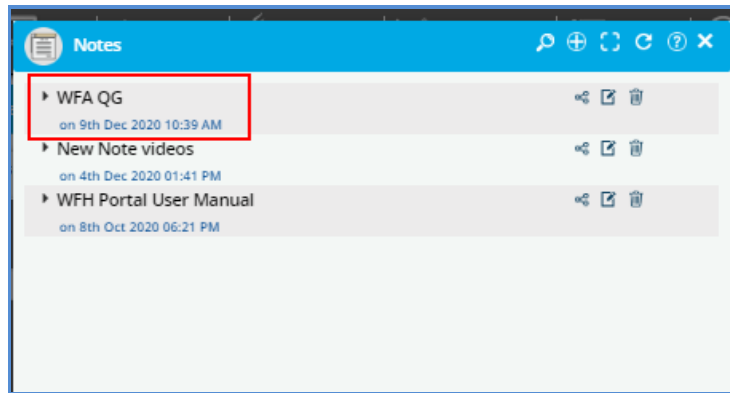 Notes
WFA QG
on 9th Dec 2020 10:39 AM
New Note videos
on 4th Dec 2020 01:41 PM
WFH Portal User Manual
on 8th Oct 2020 06:21 PM